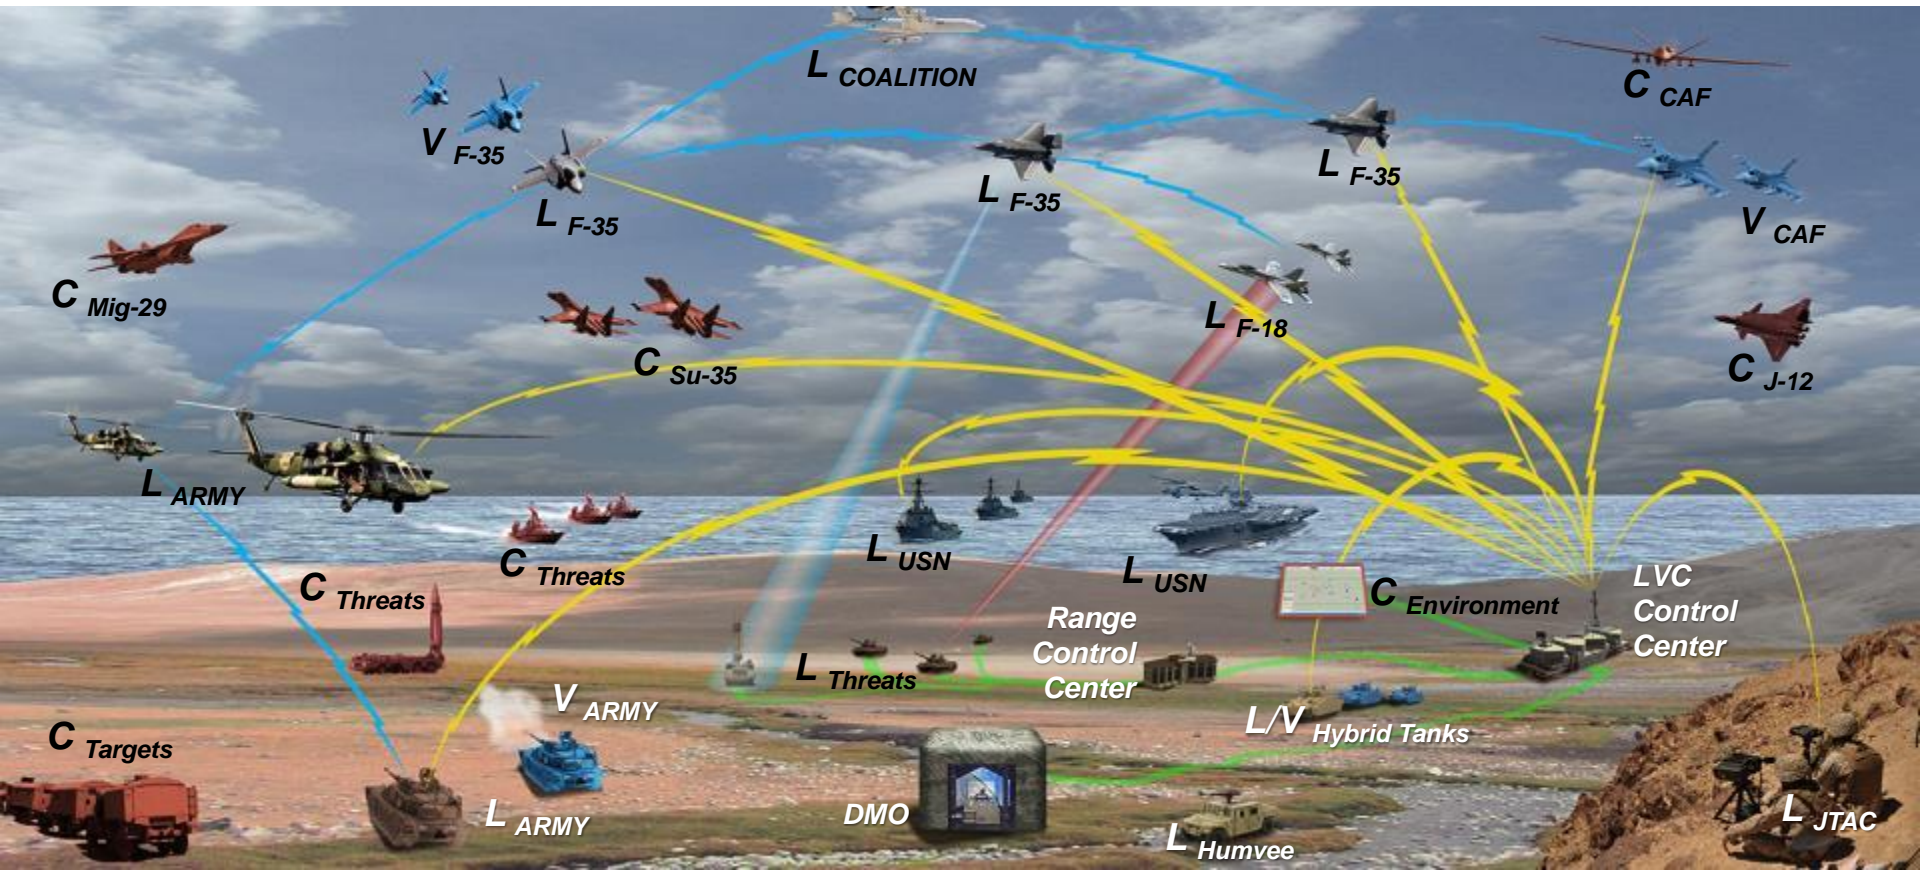 L COALITION
C CAF
V F-35
L F-35
L F-35
L F-35
V CAF
C Mig-29
L F-18
C Su-35
C J-12
L ARMY
L USN
L USN
C Threats
C Threats
C Environment
LVC
Control
Center
Range
Control
Center
L Threats
V ARMY
L/V Hybrid Tanks
C Targets
L ARMY
DMO
L Humvee
L JTAC